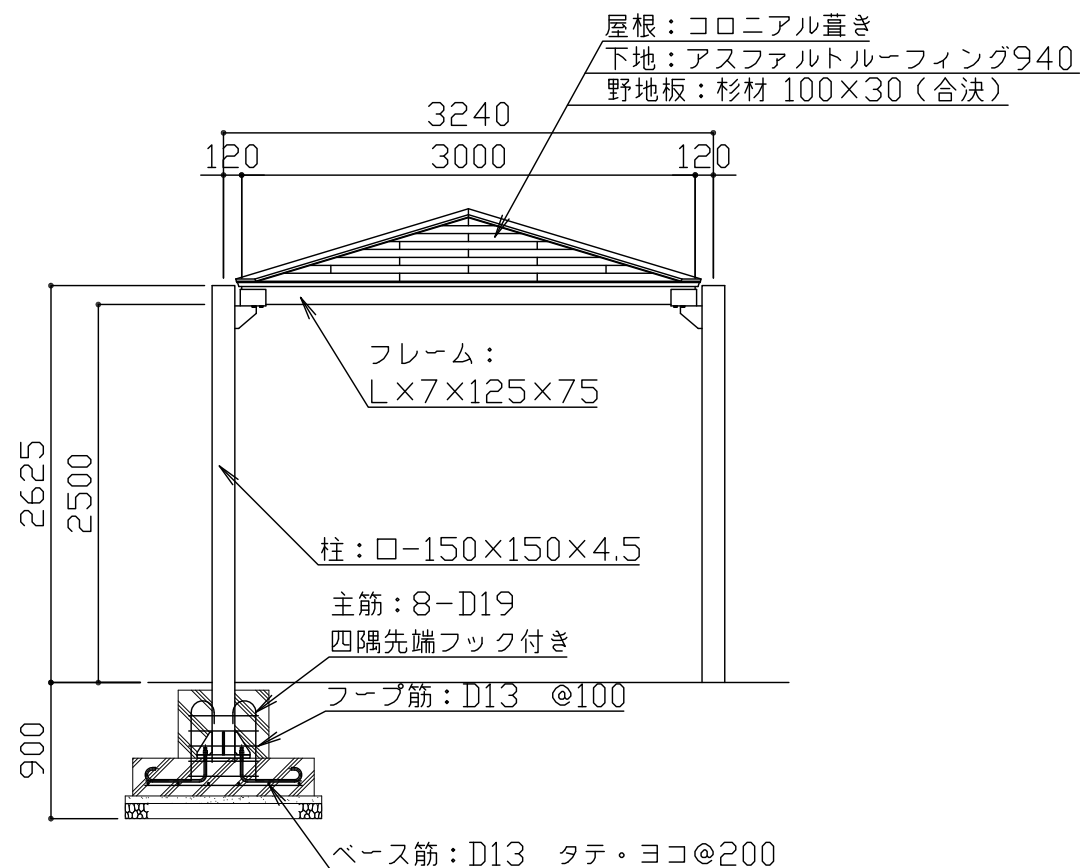 屋根：コロニアル葺き
下地：アスファルトルーフィング940
野地板：杉材 100×30（合決）
3240
120 3000 120
フレーム：
L×7×125×75
2625
2500
柱：□-150×150×4.5
主筋：8-D19
四隅先端フック付き
フープ筋：D13 @100
900
ベース筋：D13 タテ・ヨコ@200